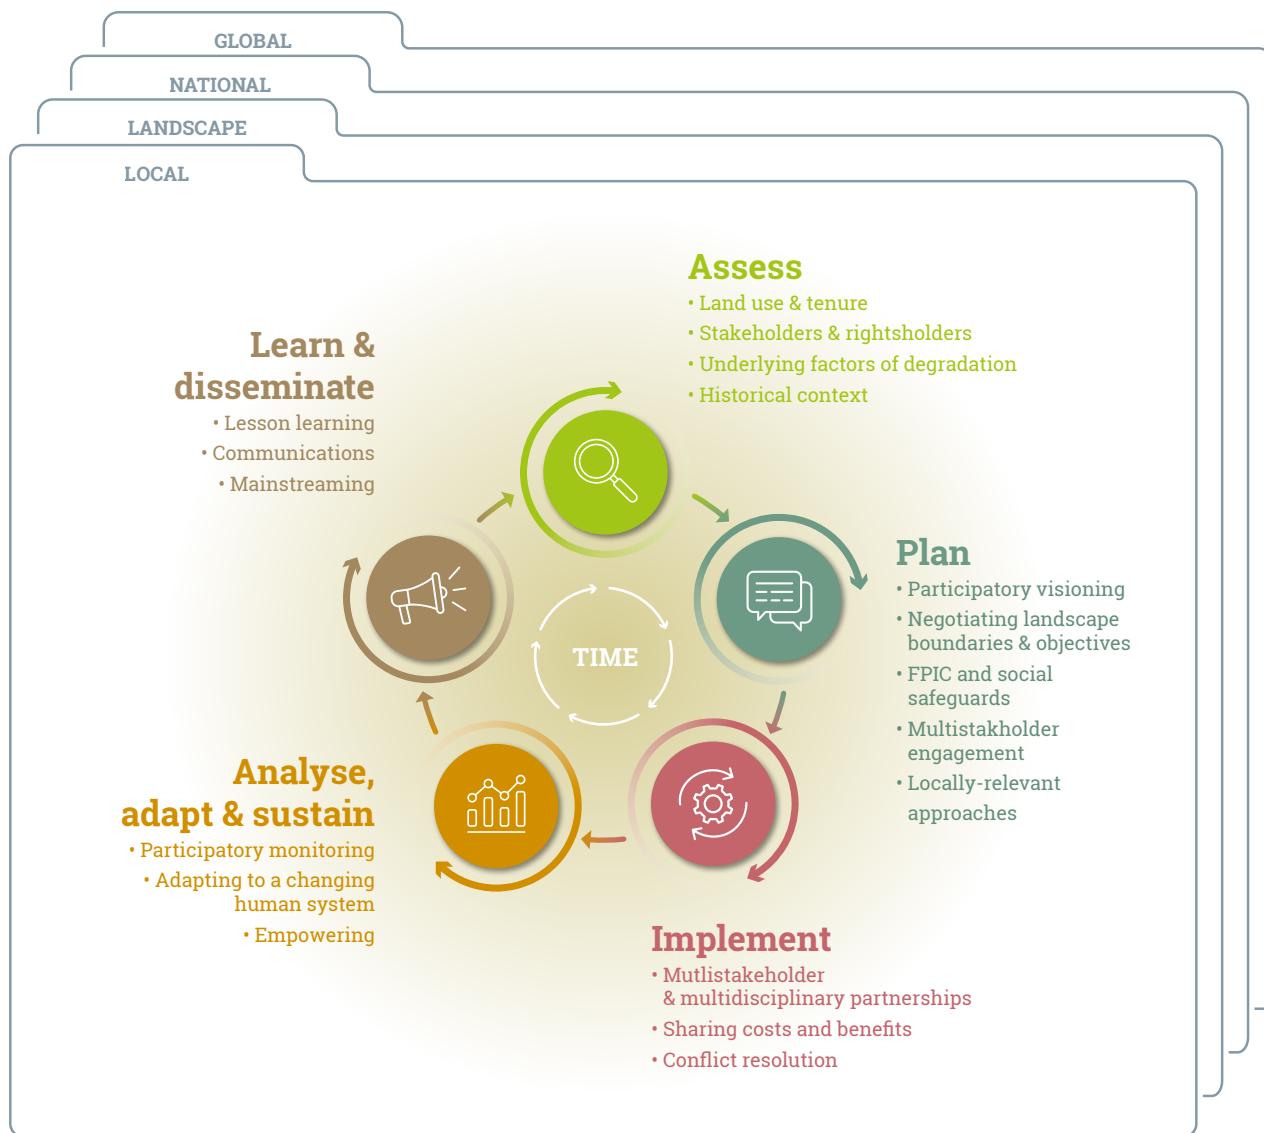 GLOBAL
NATIONAL
LANDSCAPE
LOCAL
Assess
• Land use & tenure
• Stakeholders & rightsholders
• Underlying factors of degradation
• Historical context
Plan
• Participatory visioning
• Negotiating landscape
boundaries & objectives
• FPIC and social
safeguards
• Multistakholder
engagement
• Locally-relevant
approaches
Implement
• Mutlistakeholder
& multidisciplinary partnerships
• Sharing costs and benefits
• Conflict resolution
Analyse,
adapt & sustain
• Participatory monitoring
• Adapting to a changing
human system
• Empowering
Learn &
disseminate
• Lesson learning
• Communications
• Mainstreaming
TIME